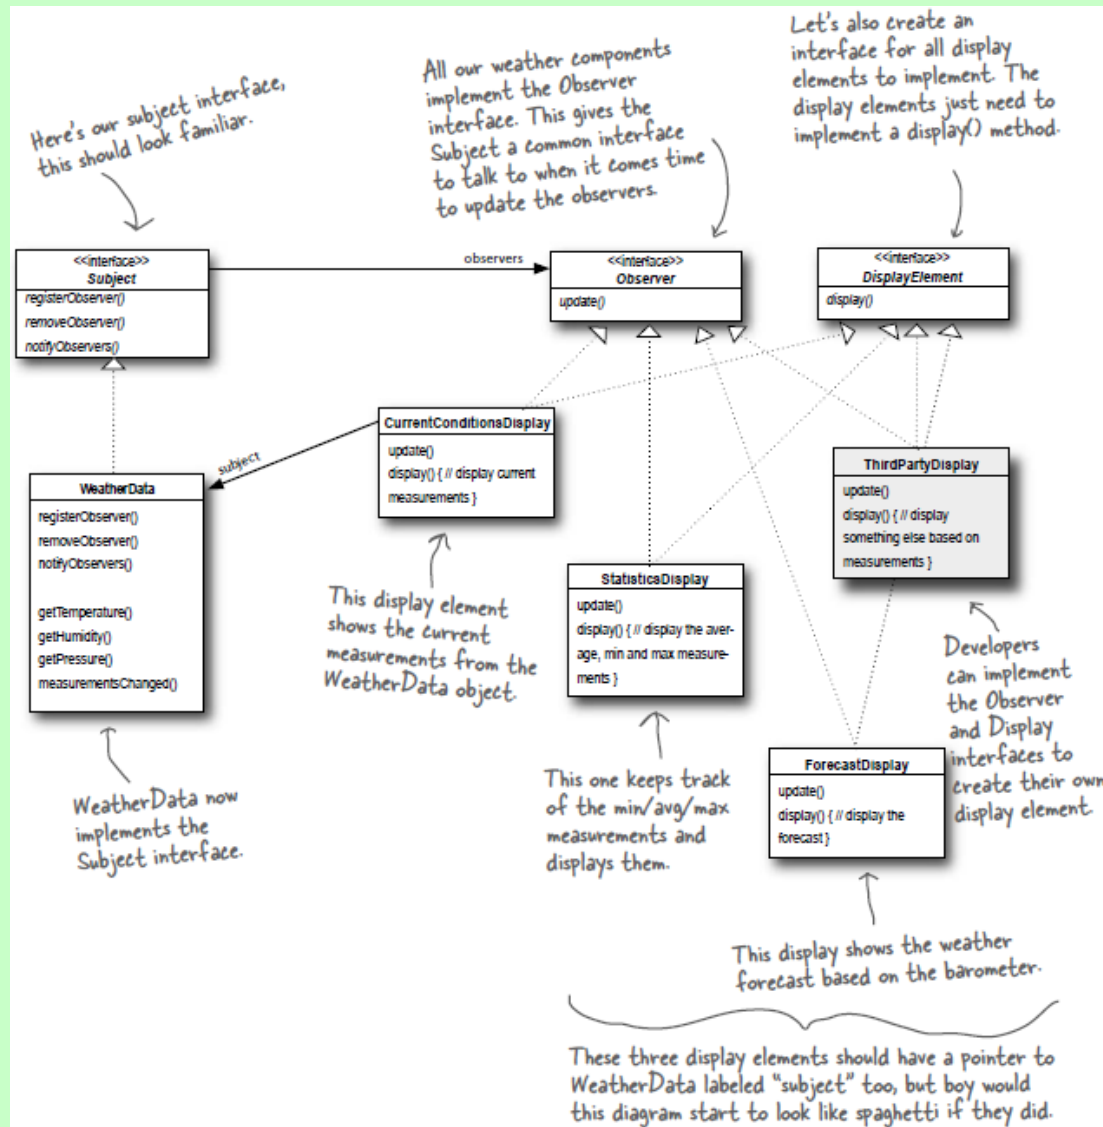 Here's our subject interface,
this should look familiar.
All our weather components
implement the Observer
interface. This gives the
Subject a common interface
to talk to when it comes time
to update the observers.
Let's also create an
interface for all display
elements to implement. The
display elements just need to
implement a display() method.
<<interface>>
Subject
registerObserver()
removeObserver()
notifyObservers()
observers
<<interface>>
Observer
update()
<<interface>>
DisplayElement
display()
CurrentConditionsDisplay
update()
display() { // display current
measurements }
subject
WeatherData
registerObserver()
removeObserver()
notifyObservers()
getTemperature()
getHumidity()
getPressure()
measurementsChanged()
ThirdPartyDisplay
update()
display() { // display
something else based on
measurements }
StatisticsDisplay
update()
display() { // display the aver-
age, min and max measure-
ments }
This display element
shows the current
measurements from the
WeatherData object.
Developers
can implement
the Observer
and Display
interfaces to
create their own
display element.
ForecastDisplay
update()
display() { // display the
forecast }
WeatherData now
implements the
Subject interface.
This one keeps track
of the min/avg/max
measurements and
displays them.
This display shows the weather
forecast based on the barometer.
These three display elements should have a pointer to
WeatherData labeled "subject" too, but boy would
this diagram start to look like spaghetti if they did.